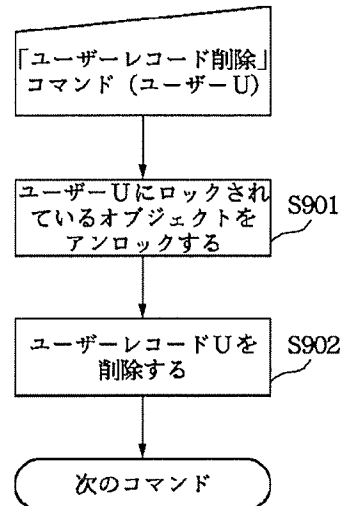 「ユーザーレコード削除」
コマンド（ユーザーU）
ユーザーUにロックされ
ているオブジェクトを
アンロックする
S901
ユーザーレコードUを
削除する
S902
次のコマンド